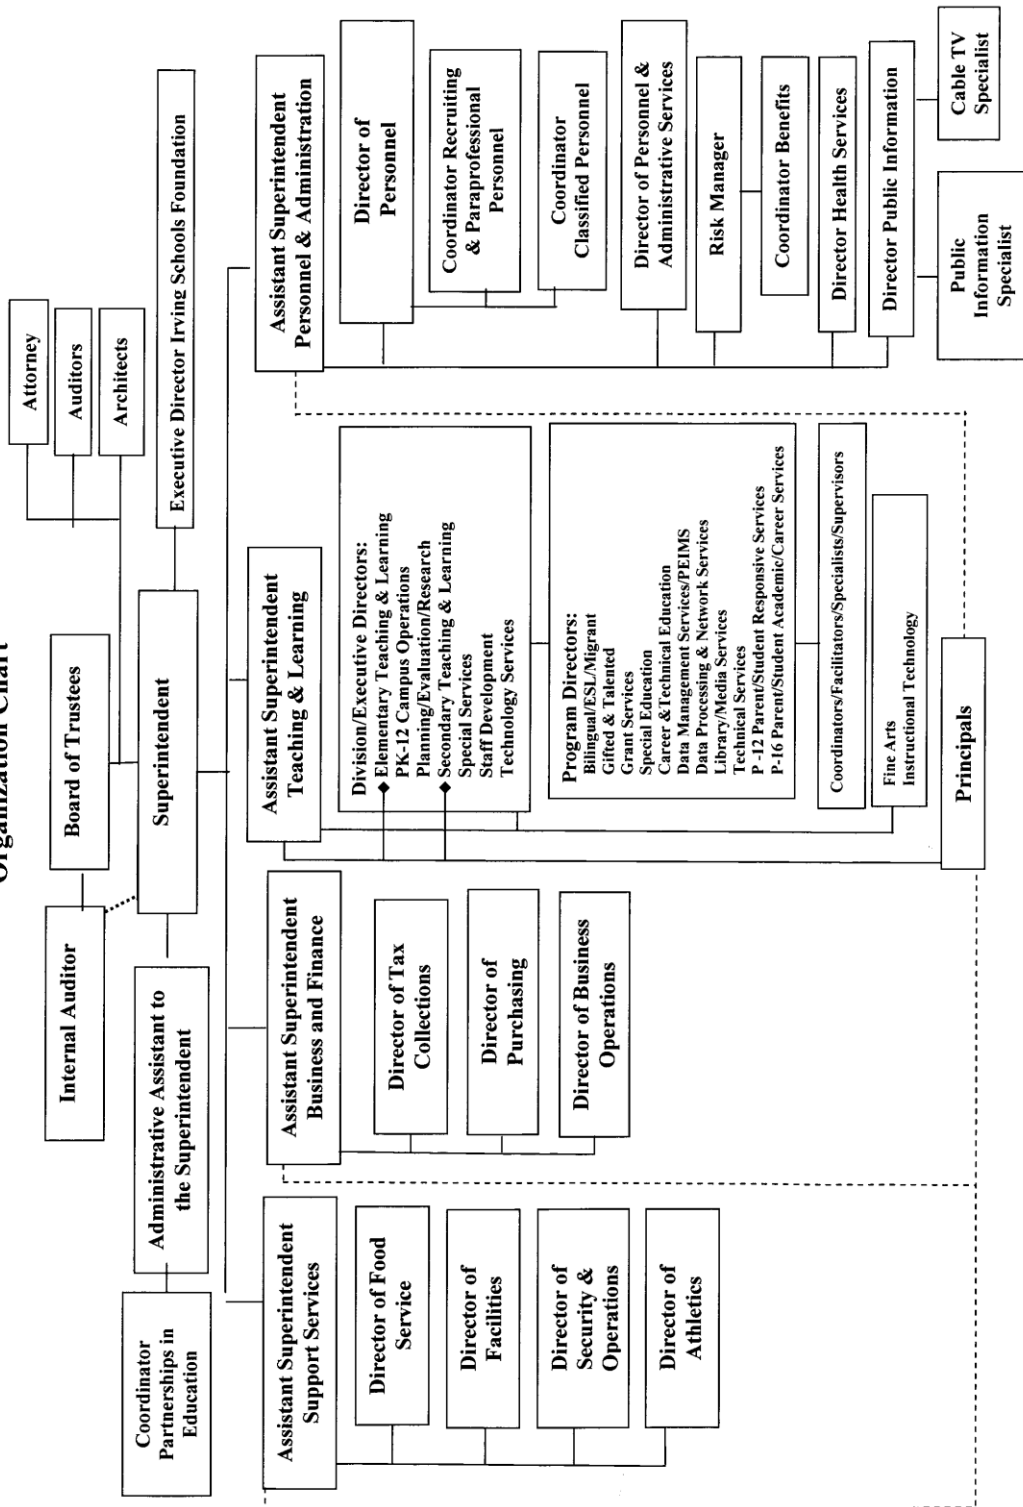 Organization Chart
Attorney
Auditors
Architects
Board of Trustees
Internal Auditor
Superintendent
Executive Director Irving Schools Foundation
Administrative Assistant to
the Superintendent
Coordinator
Partnerships in
Education
Assistant Superintendent
Support Services
Director of Food
Service
Director of
Facilities
Director of
Security &
Operations
Director of
Athletics
Assistant Superintendent
Business and Finance
Director of Tax
Collections
Director of
Purchasing
Director of Business
Operations
Assistant Superintendent
Teaching & Learning
Division/Executive Directors:
Elementary Teaching & Learning
PK-12 Campus Operations
Planning/Evaluation/Research
Secondary Teaching & Learning
Special Services
Staff Development
Technology Services
Program Directors:
Bilingual/ESL/Migrant
Gifted & Talented
Grant Services
Special Education
Career &Technical Education
Data Management Services/PEIMS
Data Processing & Network Services
Library/Media Services
Technical Services
P -12 Parent/Student Responsive Services
P-16 Parent/Student Academic/Career Services
Coordinators/Facilitators/Specialists/Supervisors
Fine Arts
Instructional Technology
Principals
Assistant Superintendent
Personnel & Administration
Director of
Personnel
Coordinator Recruiting
& Paraprofessional
Personnel
Coordinator
Classified Personnel
Director of Personnel &
Administrative Services
Risk Manager
Coordinator Benefits
Director Health Services
Director Public Information
Public
Information
Specialist
Cable TV
Specialist